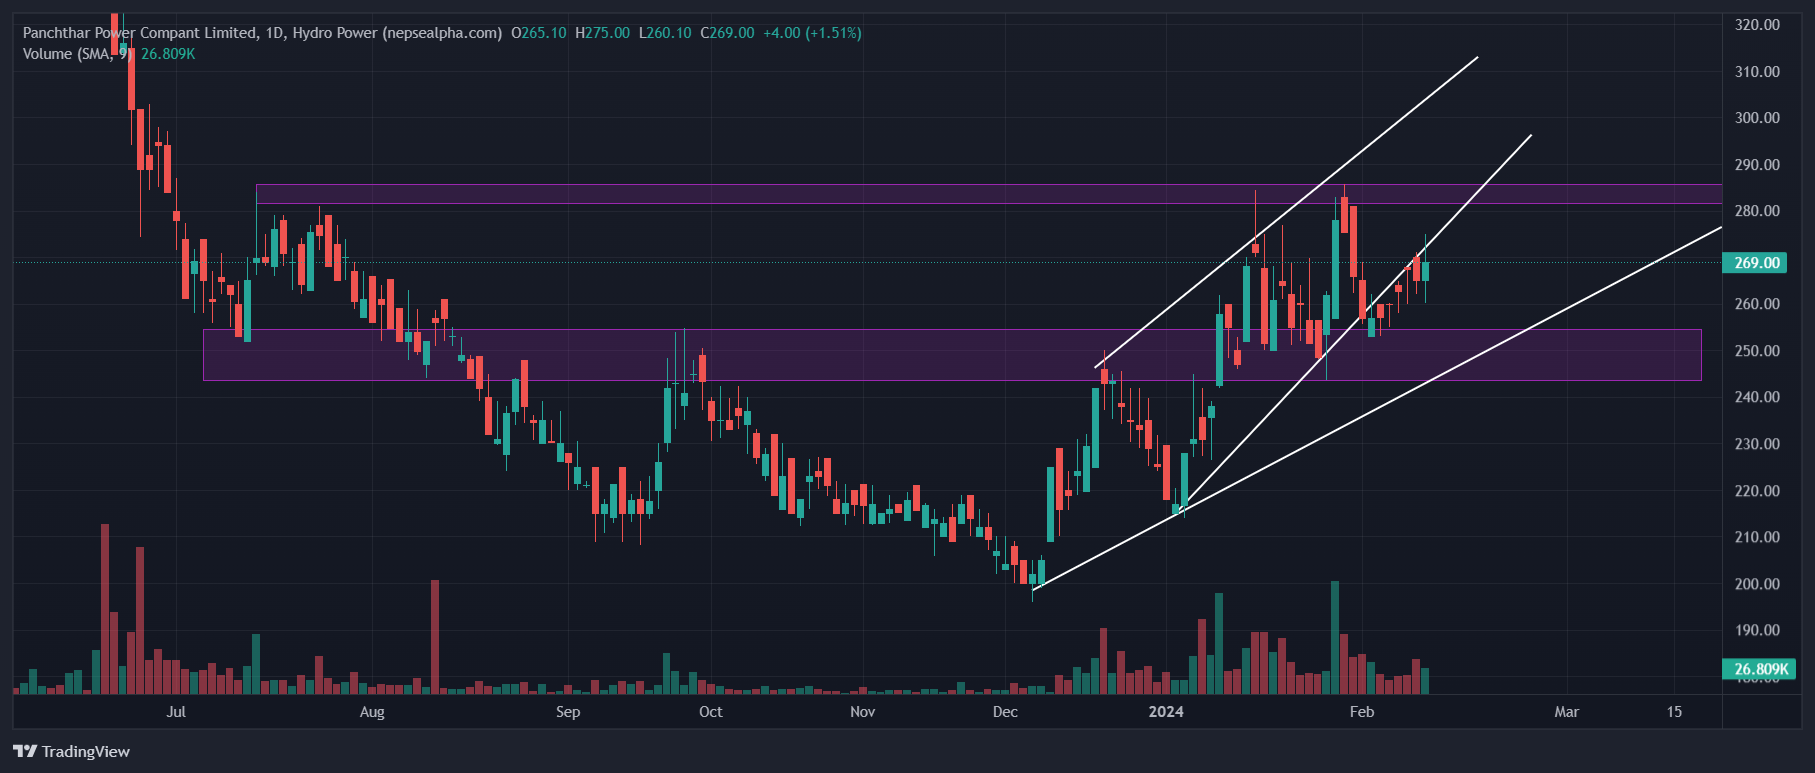 Panchthar Power Compant Limited, 1D, Hydro Power (nepsealpha.com) O265.10 H275.00 L260.10 C269.00 +4.00 (+1.51%)
Volume (SMA, 9) 26.809K
320.00
310.00
300.00
290.00
280.00
269.00
260.00
250.00
240.00
230.00
220.00
210.00
200.00
190.00
26.809K
Jul Aug Sep Oct Nov Dec 2024 Feb Mar 15
TradingView